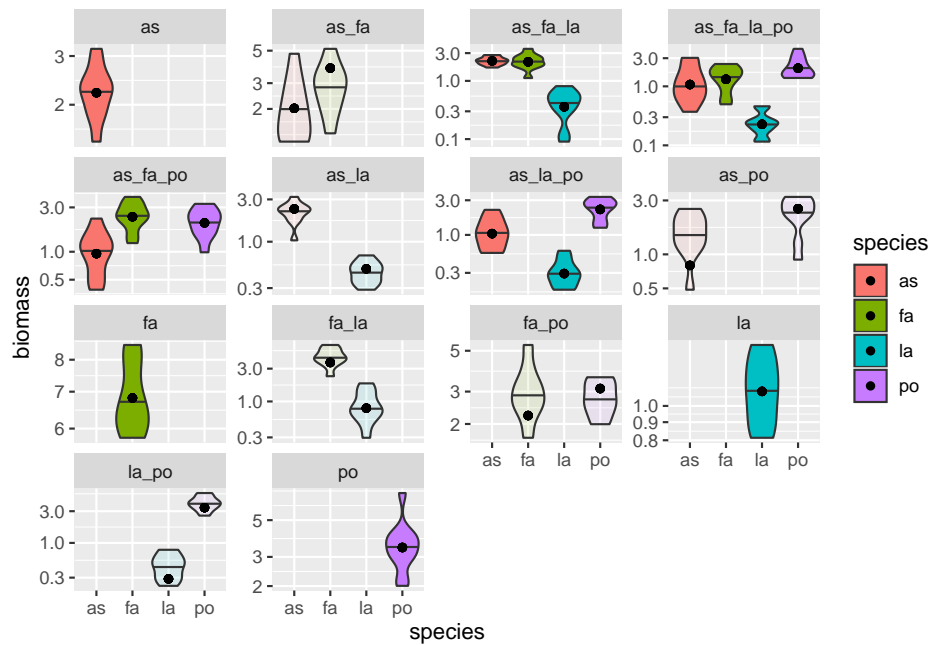 as
as_fa
as_fa_la
as_fa_la_po
3
2
5
3
2
3.0
1.0
0.3
0.1
3.0
1.0
0.3
0.1
as_fa_po
as_la
as_la_po
as_po
3.0
1.0
0.5
3.0
1.0
0.3
3.0
1.0
0.3
3.0
1.0
0.5
fa
fa_la
fa_po
la
8
7
6
3.0
1.0
0.3
5
3
2
1.0
0.9
0.8
as fa la po
as fa la po
la_po
po
3.0
1.0
0.3
5
3
2
as fa la po
as fa la po
species
biomass
species
as
fa
la
po